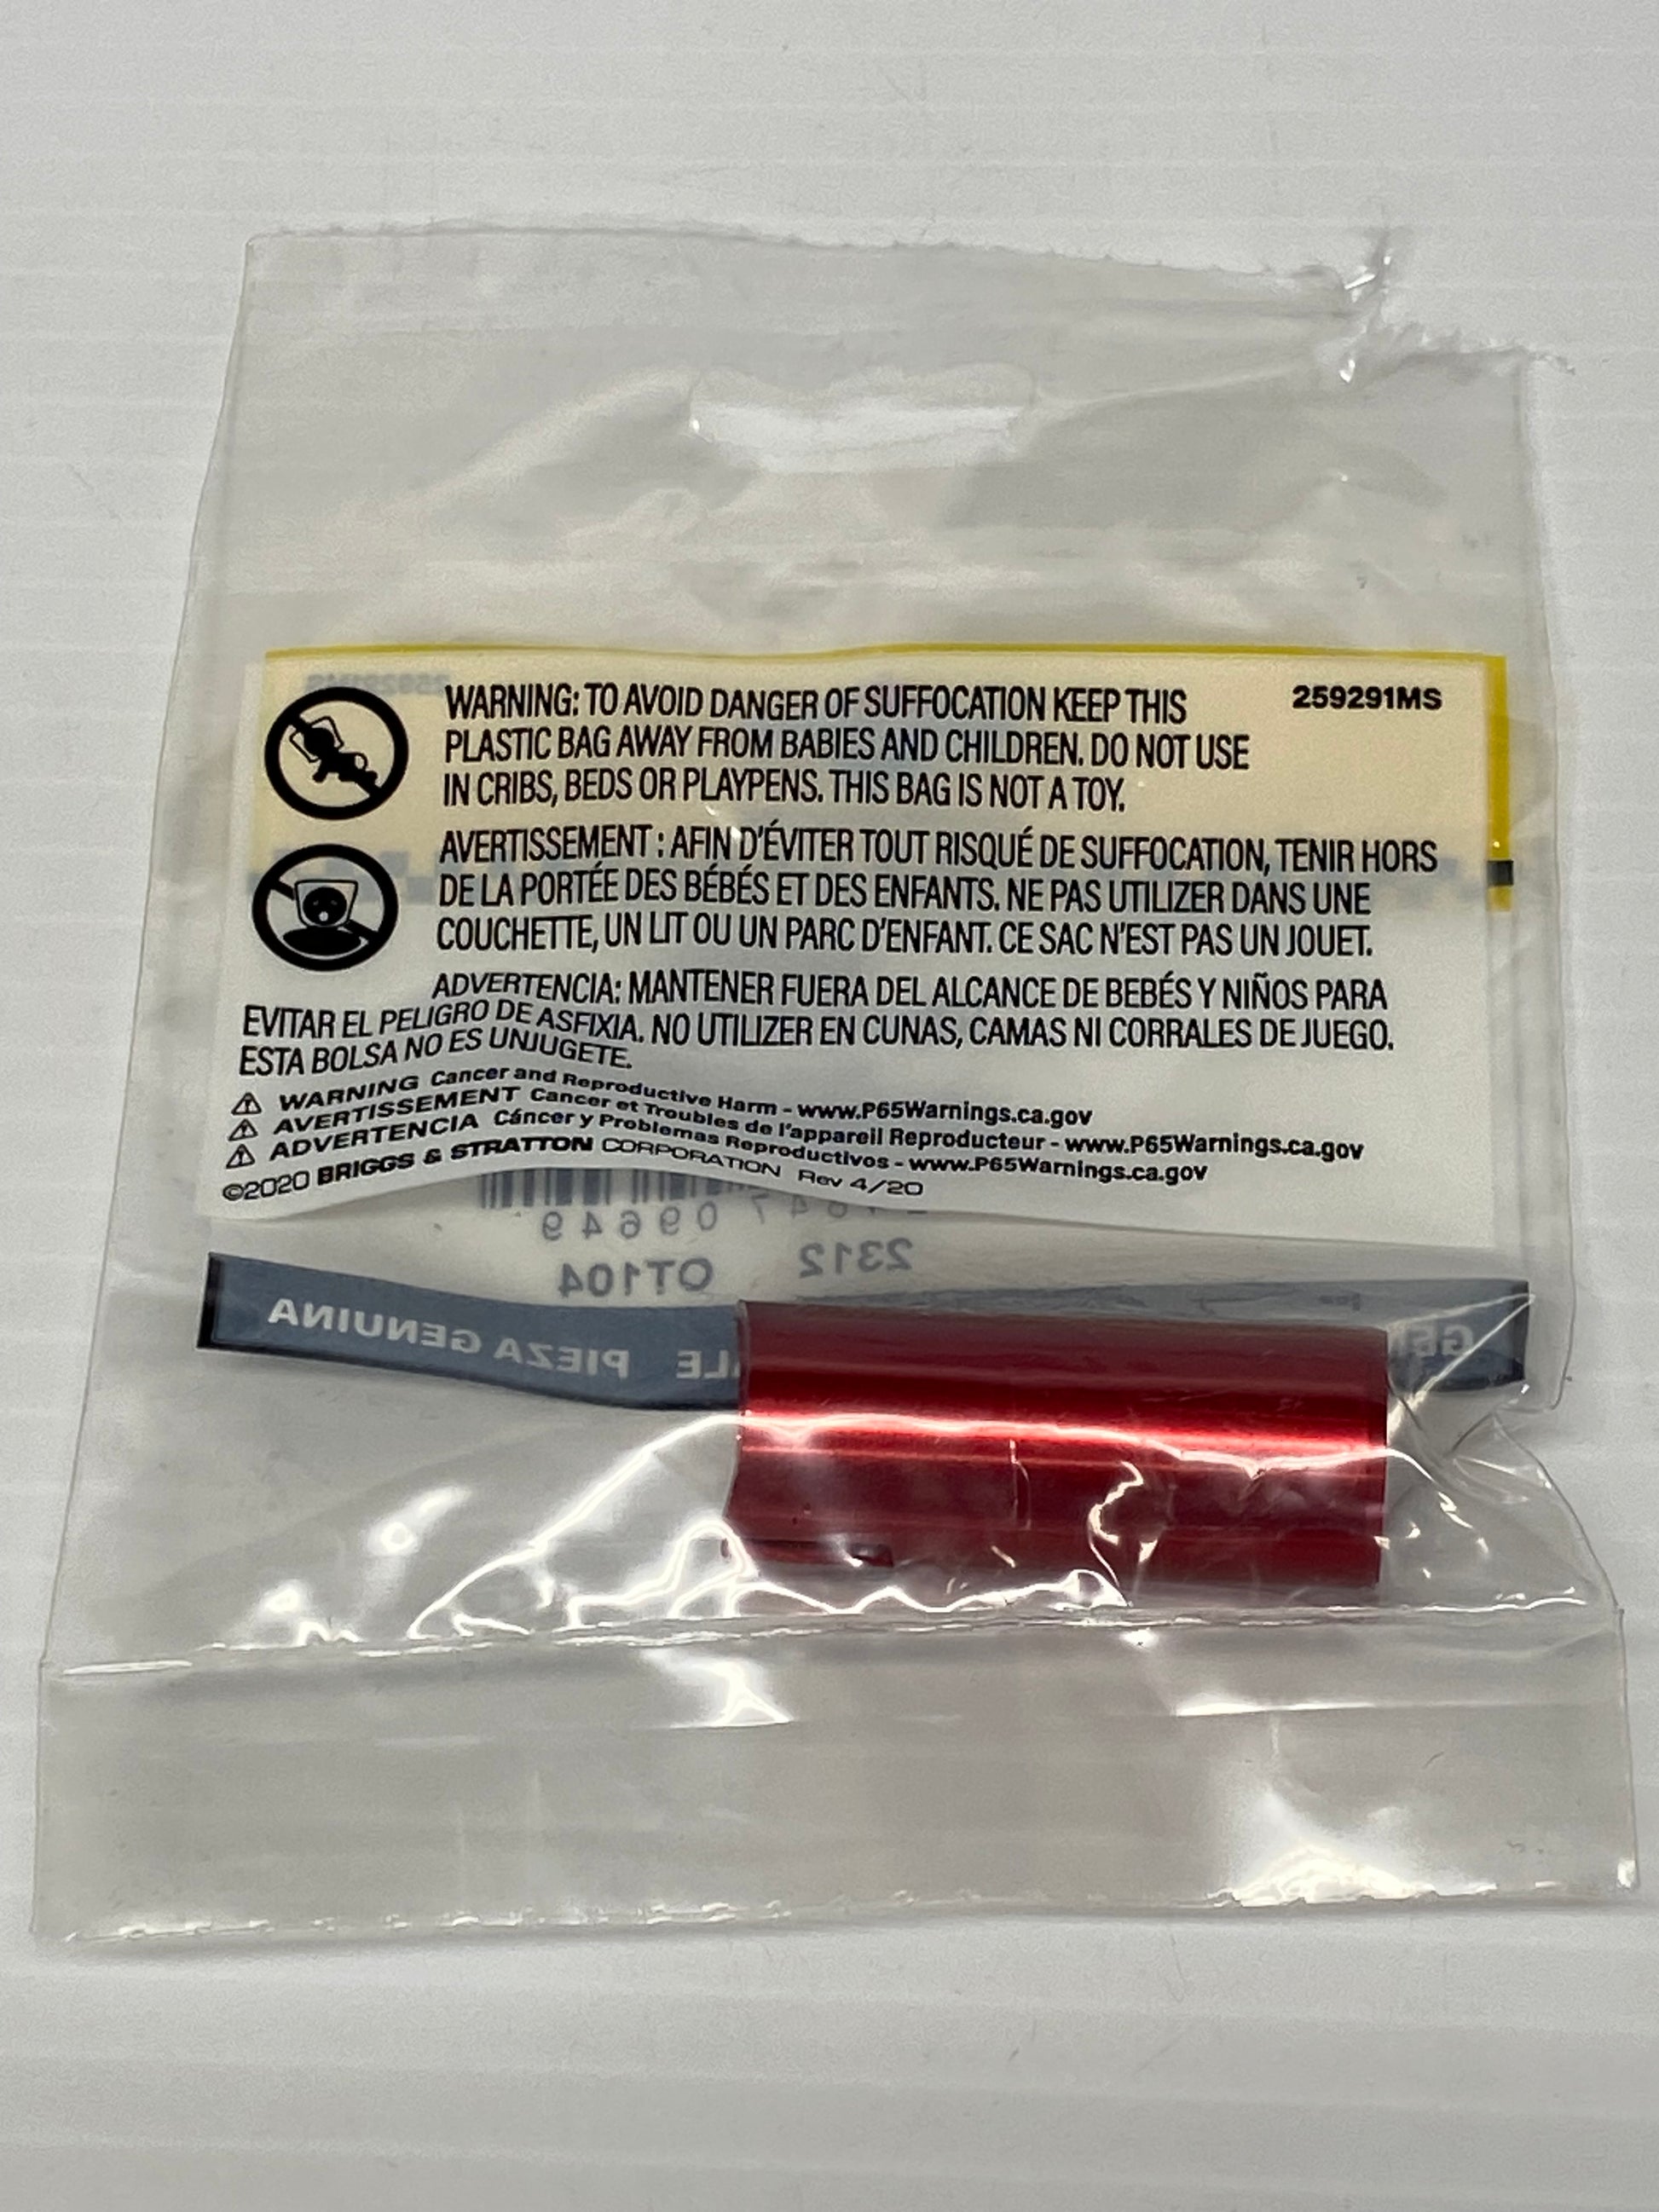 WARNING: TO AVOID DANGER OF SUFFOCATION KEEP THIS
259291MS
PLASTIC BAG AWAY FROM BABIES AND CHILDREN. DO NOT USE
IN CRIBS, BEDS OR PLAYPENS. THIS BAG IS NOT A TOY.
AVERTISSEMENT : AFIN D'ÉVITER TOUT RISQUÉ DE SUFFOCATION, TENIR HORS
DE LA PORTÉE DES BÉBÉS ET DES ENFANTS. NE PAS UTILIZER DANS UNE
COUCHETTE, UN LIT OU UN PARC D'ENFANT. CE SAC N'EST PAS UN JOUET.
ADVERTENCIA: MANTENER FUERA DEL ALCANCE DE BEBÉS Y NIÑOS PARA
EVITAR EL PELIGRO DE ASFIXIA. NO UTILIZER EN CUNAS, CAMAS NI CORRALES DE JUEGO.
ESTA BOLSA NO ES UNJUGETE.
⚠ WARNING Cancer and Reproductive Harm - www.P65Warnings.ca.gov
⚠ AVERTISSEMENT Cancer et Troubles de l'appareil Reproducteur - www.P65Warnings.ca.gov
⚠ ADVERTENCIA Cáncer y Problemas Reproductivos - www.P65Warnings.ca.gov
©2020 BRIGGS & STRATTON CORPORATION Rev 4/20
09649
2312 OT104
PIEZA GENUINA